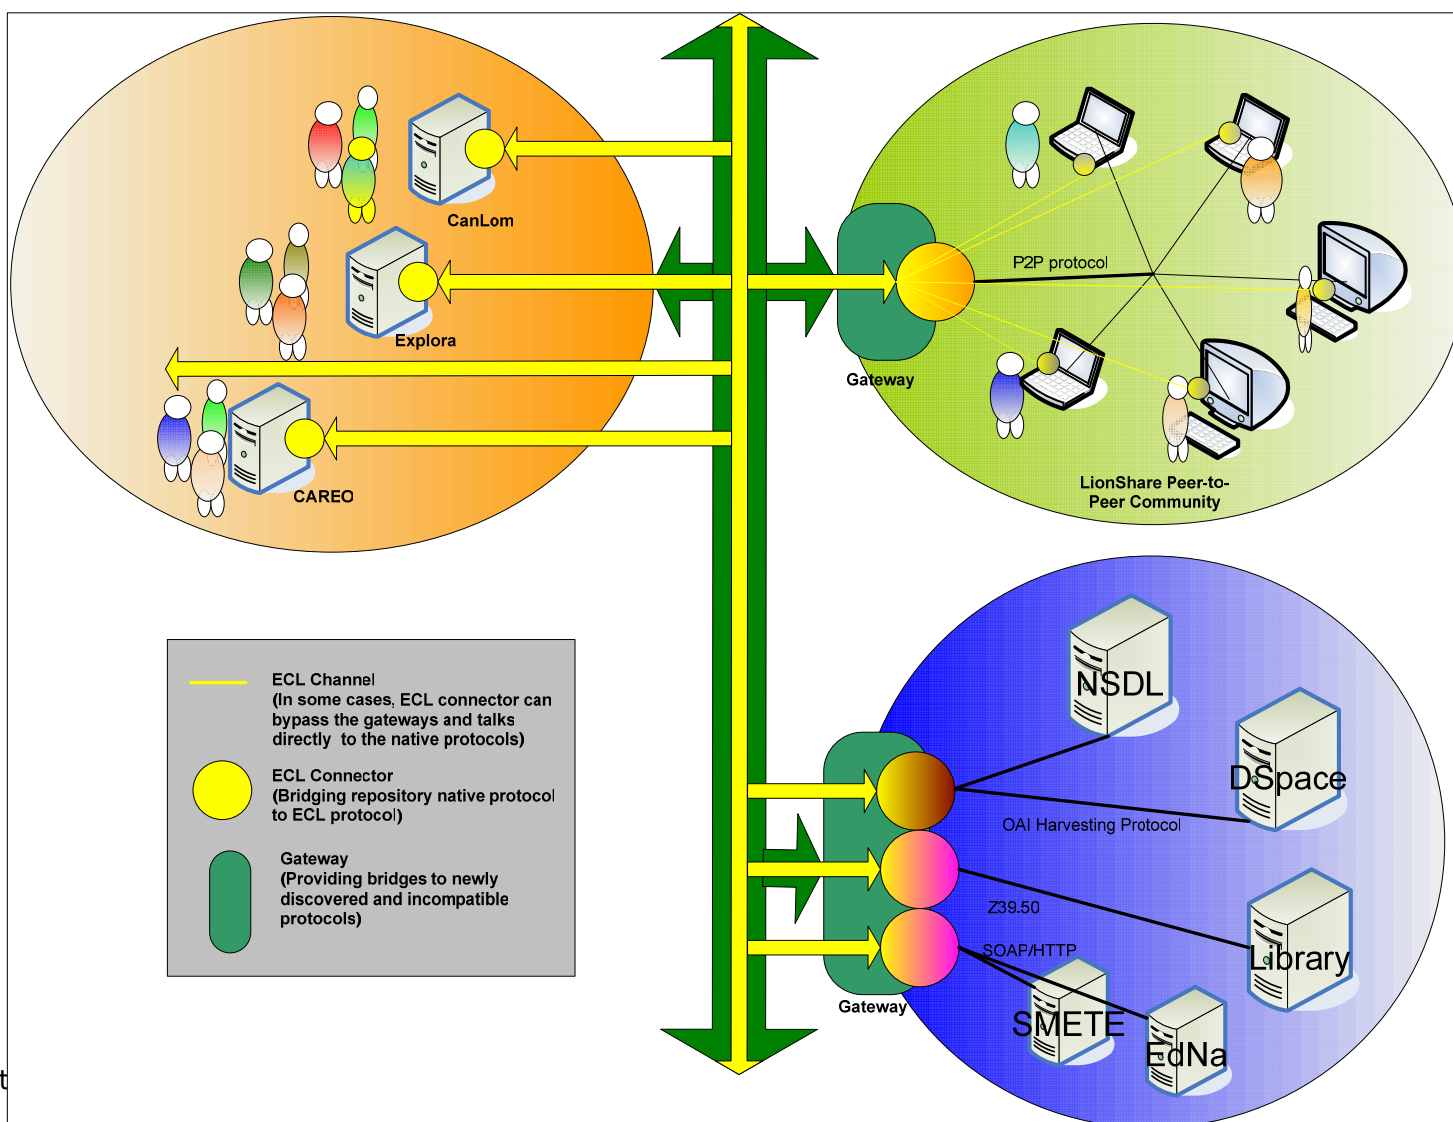 CanLom
Explora
CAREO
P2P protocol
Gateway
LionShare Peer-to-
Peer Community
ECL Channel
(In some cases, ECL connector can
bypass the gateways and talks
directly to the native protocols)
ECL Connector
(Bridging repository native protocol
to ECL protocol)
Gateway
(Providing bridges to newly
discovered and incompatible
protocols)
NSDL
DSpace
OAI Harvesting Protocol
Z39.50
Library
SOAP/HTTP
SMETE
EdNa
Gateway
t